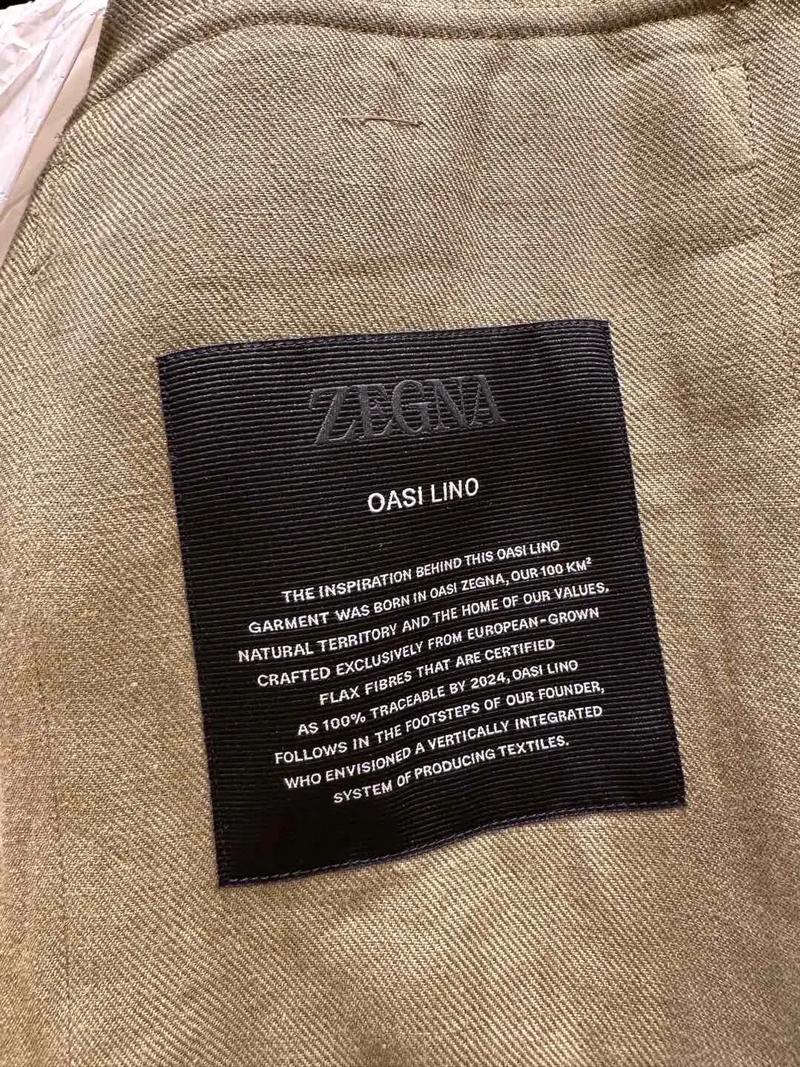 ZEGNA
OASI LINO
THE INSPIRATION BEHIND THIS OASI LINO
GARMENT WAS BORN IN OASI ZEGNA, OUR 100 KM²
NATURAL TERRITORY AND THE HOME OF OUR VALUES.
CRAFTED EXCLUSIVELY FROM EUROPEAN-GROWN
FLAX FIBRES THAT ARE CERTIFIED
AS 100% TRACEABLE BY 2024, OASI LINO
FOLLOWS IN THE FOOTSTEPS OF OUR FOUNDER,
WHO ENVISIONED A VERTICALLY INTEGRATED
SYSTEM OF PRODUCING TEXTILES.